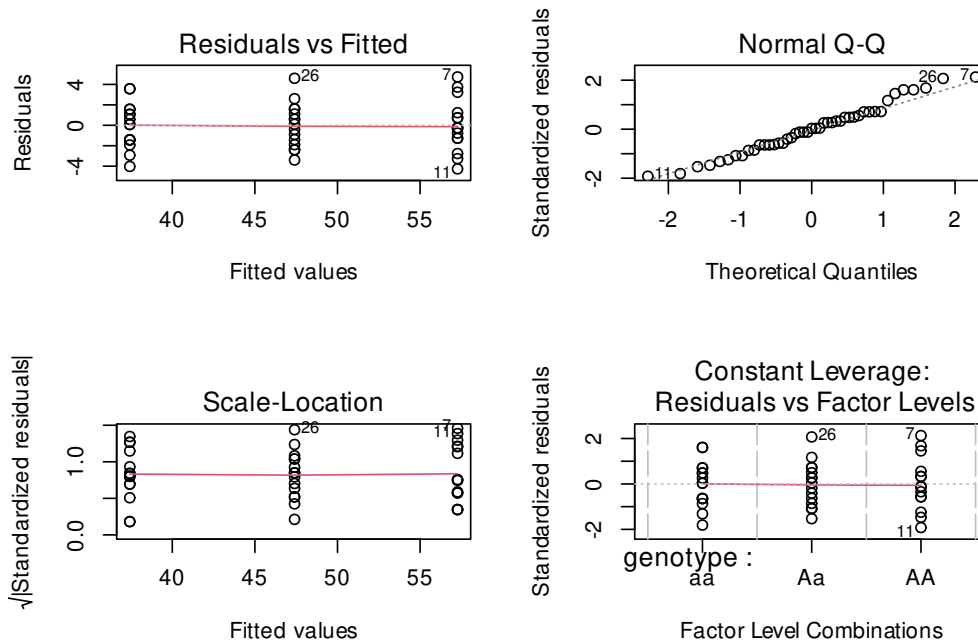 Residuals vs Fitted
Residuals
4
0
-4
26
7
11
40
45
50
55
Fitted values
Normal Q-Q
Standardized residuals
2
0
-2
11
26
7
-2
-1
0
1
2
Theoretical Quantiles
Scale-Location
√|Standardized residuals|
1.0
0.0
26
7
11
40
45
50
55
Fitted values
Constant Leverage:
Residuals vs Factor Levels
Standardized residuals
2
0
-2
26
7
11
genotype :
aa
Aa
AA
Factor Level Combinations